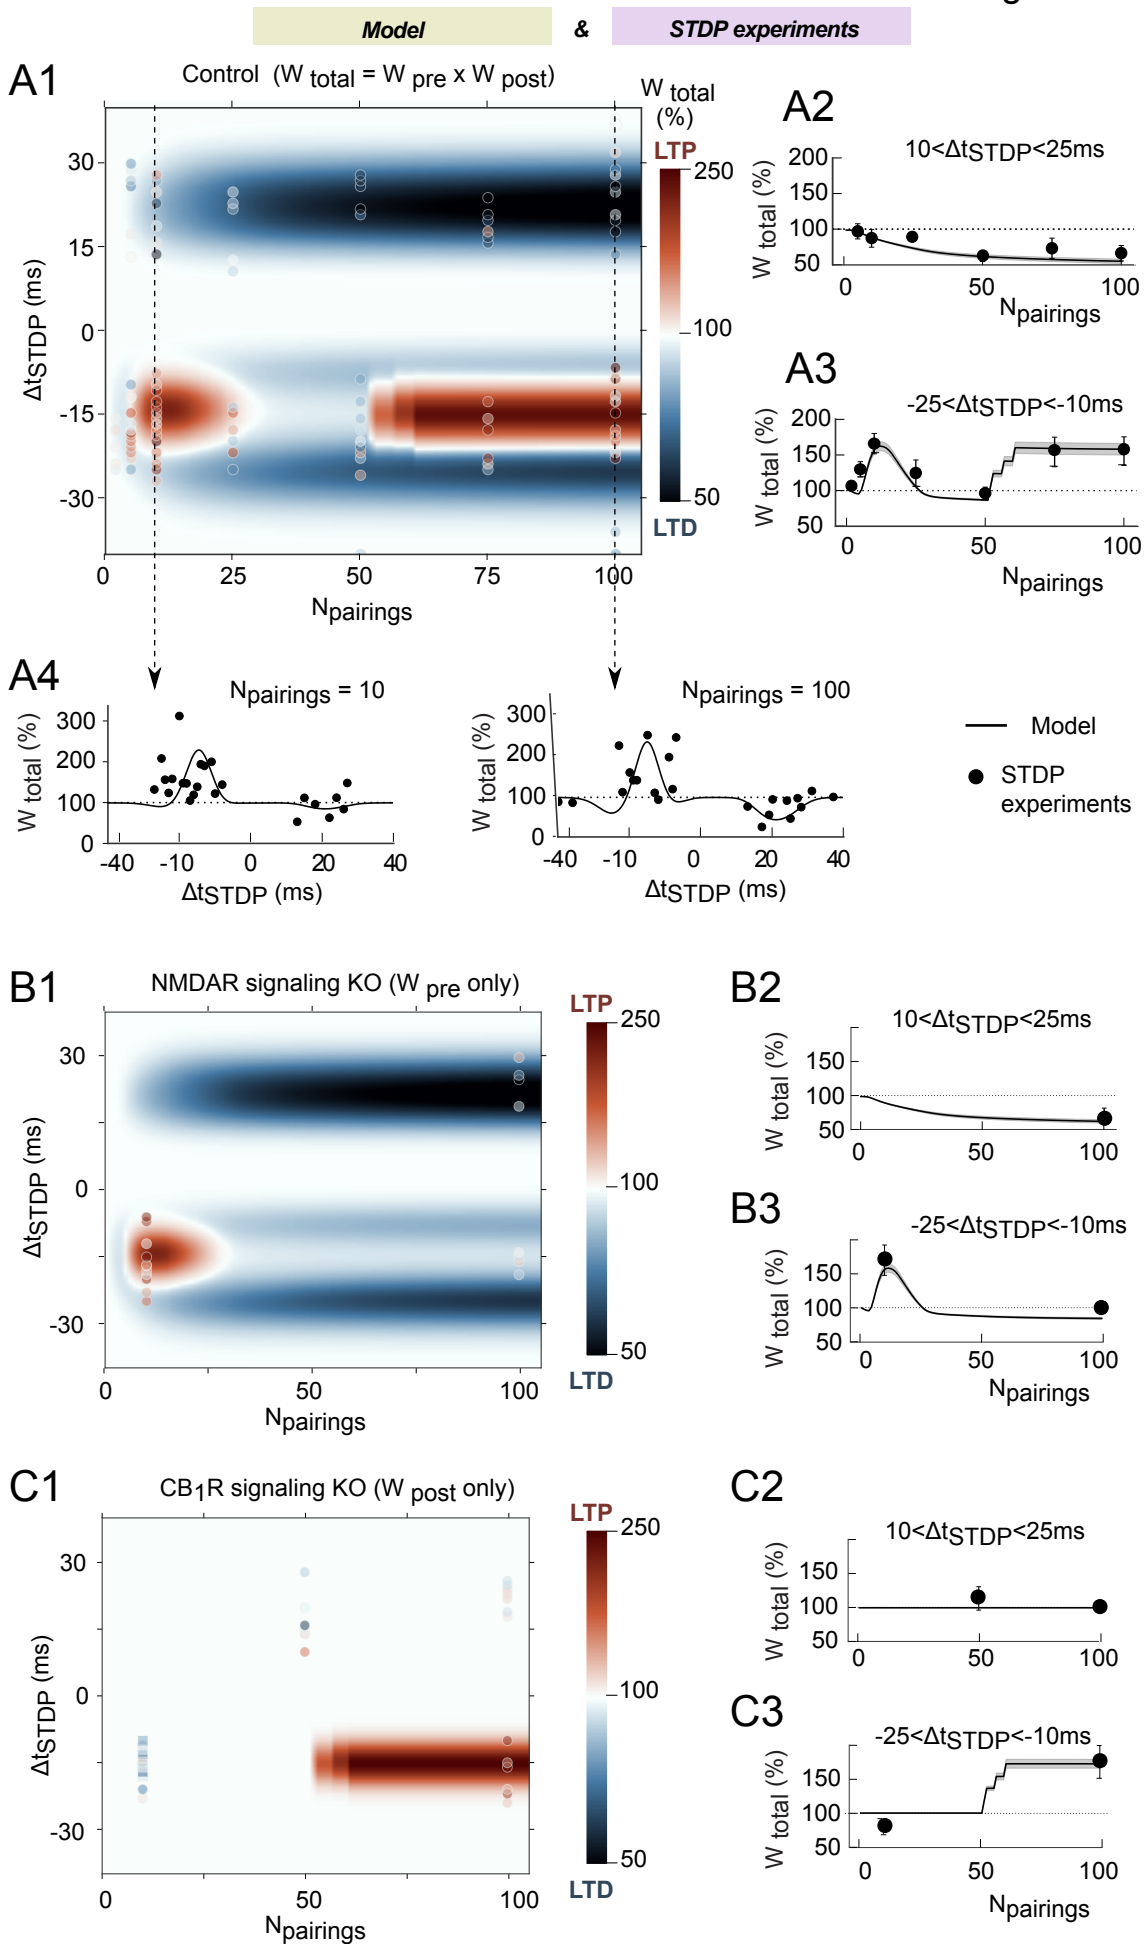 g
Model & STDP experiments
A1
Control (W total = W pre x W post)
W total
(%)
LTP
250
100
50
LTD
30
15
0
-15
-30
ΔtSTDP (ms)
0 25 50 75 100
Npairings
A2
10<ΔtSTDP<25ms
W total (%)
200
150
100
50
0 50 100
Npairings
A3
-25<ΔtSTDP<-10ms
W total (%)
200
150
100
50
0 50 100
Npairings
A4
Npairings = 10
W total (%)
300
200
100
0
-40 -10 0 20 40
ΔtSTDP (ms)
Npairings = 100
W total (%)
300
200
100
0
-40 -10 0 20 40
ΔtSTDP (ms)
Model
STDP
experiments
B1
NMDAR signaling KO (W pre only)
LTP
250
100
50
LTD
30
0
-30
ΔtSTDP (ms)
0 50 100
Npairings
B2
10<ΔtSTDP<25ms
W total (%)
150
100
50
0 50 100
B3
-25<ΔtSTDP<-10ms
W total (%)
150
100
50
0 50 100
Npairings
C1
CB1R signaling KO (W post only)
LTP
250
100
50
LTD
30
0
-30
ΔtSTDP (ms)
0 50 100
Npairings
C2
10<ΔtSTDP<25ms
W total (%)
150
100
50
0 50 100
C3
-25<ΔtSTDP<-10ms
W total (%)
150
100
50
0 50 100
Npairings